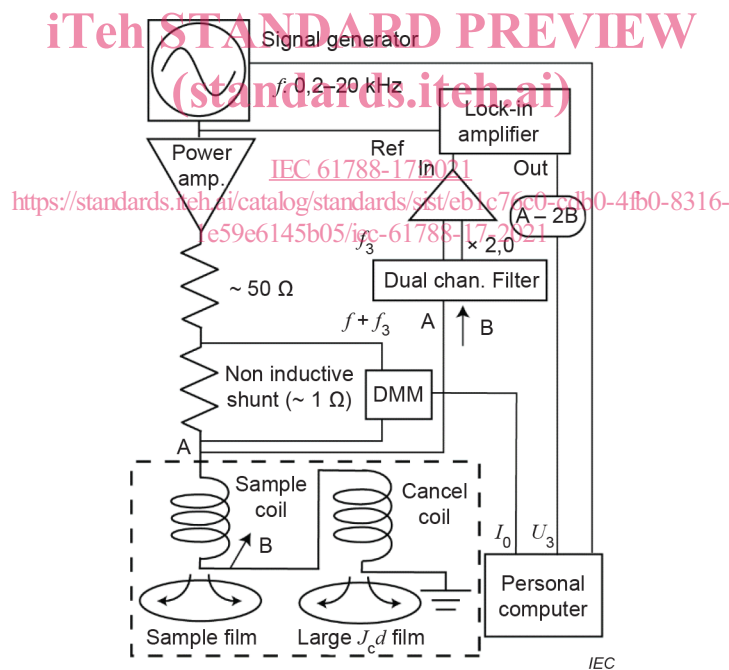 iTeh STANDARD PREVIEW
Signal generator
f: 0,2–20 kHz
(standards.iteh.ai)
Lock-in
amplifier
Ref
Power
amp.
In
Out
IEC 61788-17:2021
https://standards.iteh.ai/catalog/standards/sist/eb1c76c0-cdb0-4fb0-8316-
e59e6145b05/iec-61788-17-2021
A – 2B
f3
× 2,0
Dual chan. Filter
~ 50 Ω
f + f3
A
B
Non inductive
shunt (~ 1 Ω)
DMM
A
Sample
coil
Cancel
coil
B
I0
U3
Personal
computer
Sample film
Large Jcd film
IEC